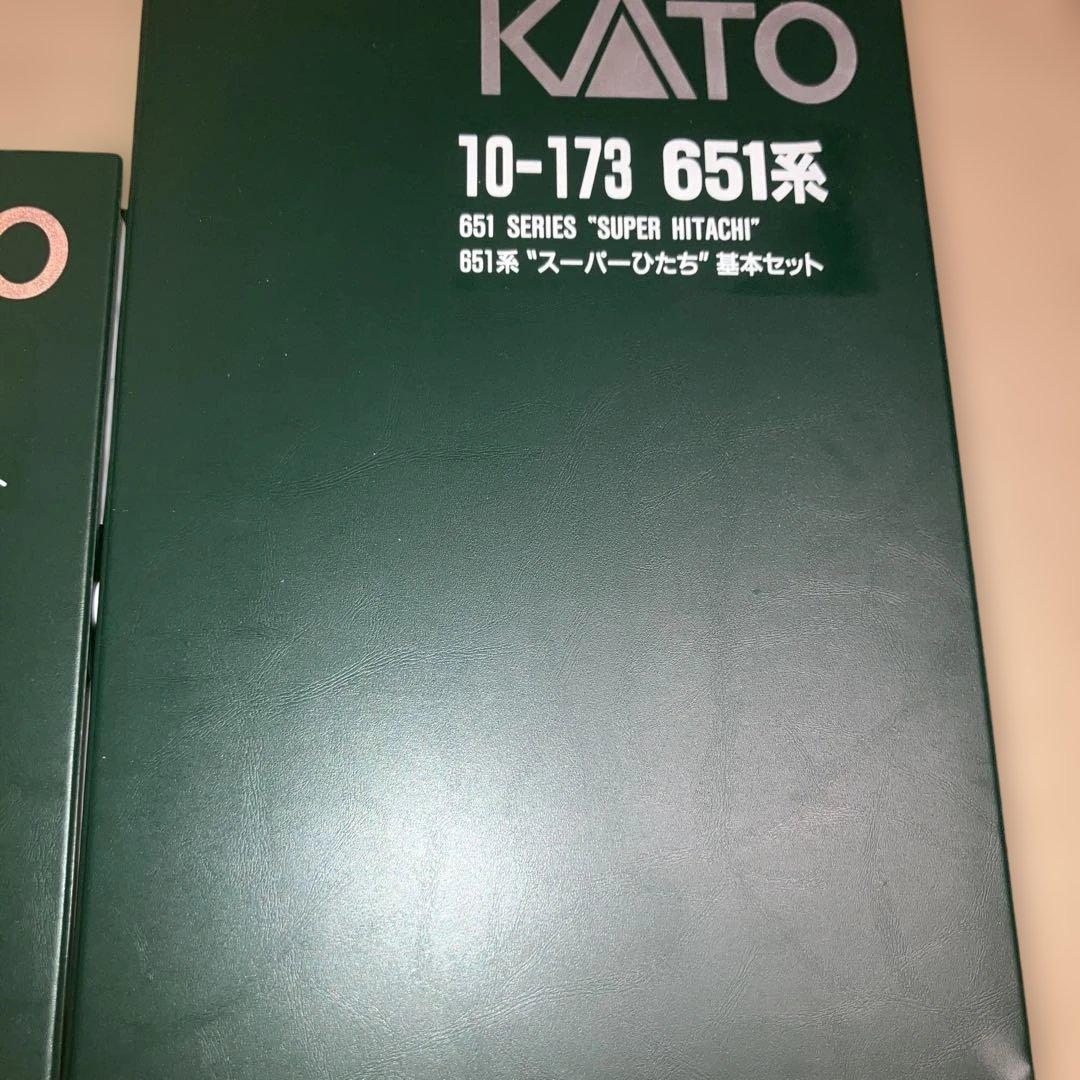 KATO
10-173 651系
651 SERIES "SUPER HITACHI"
651系 "スーパーひたち" 基本セット
O